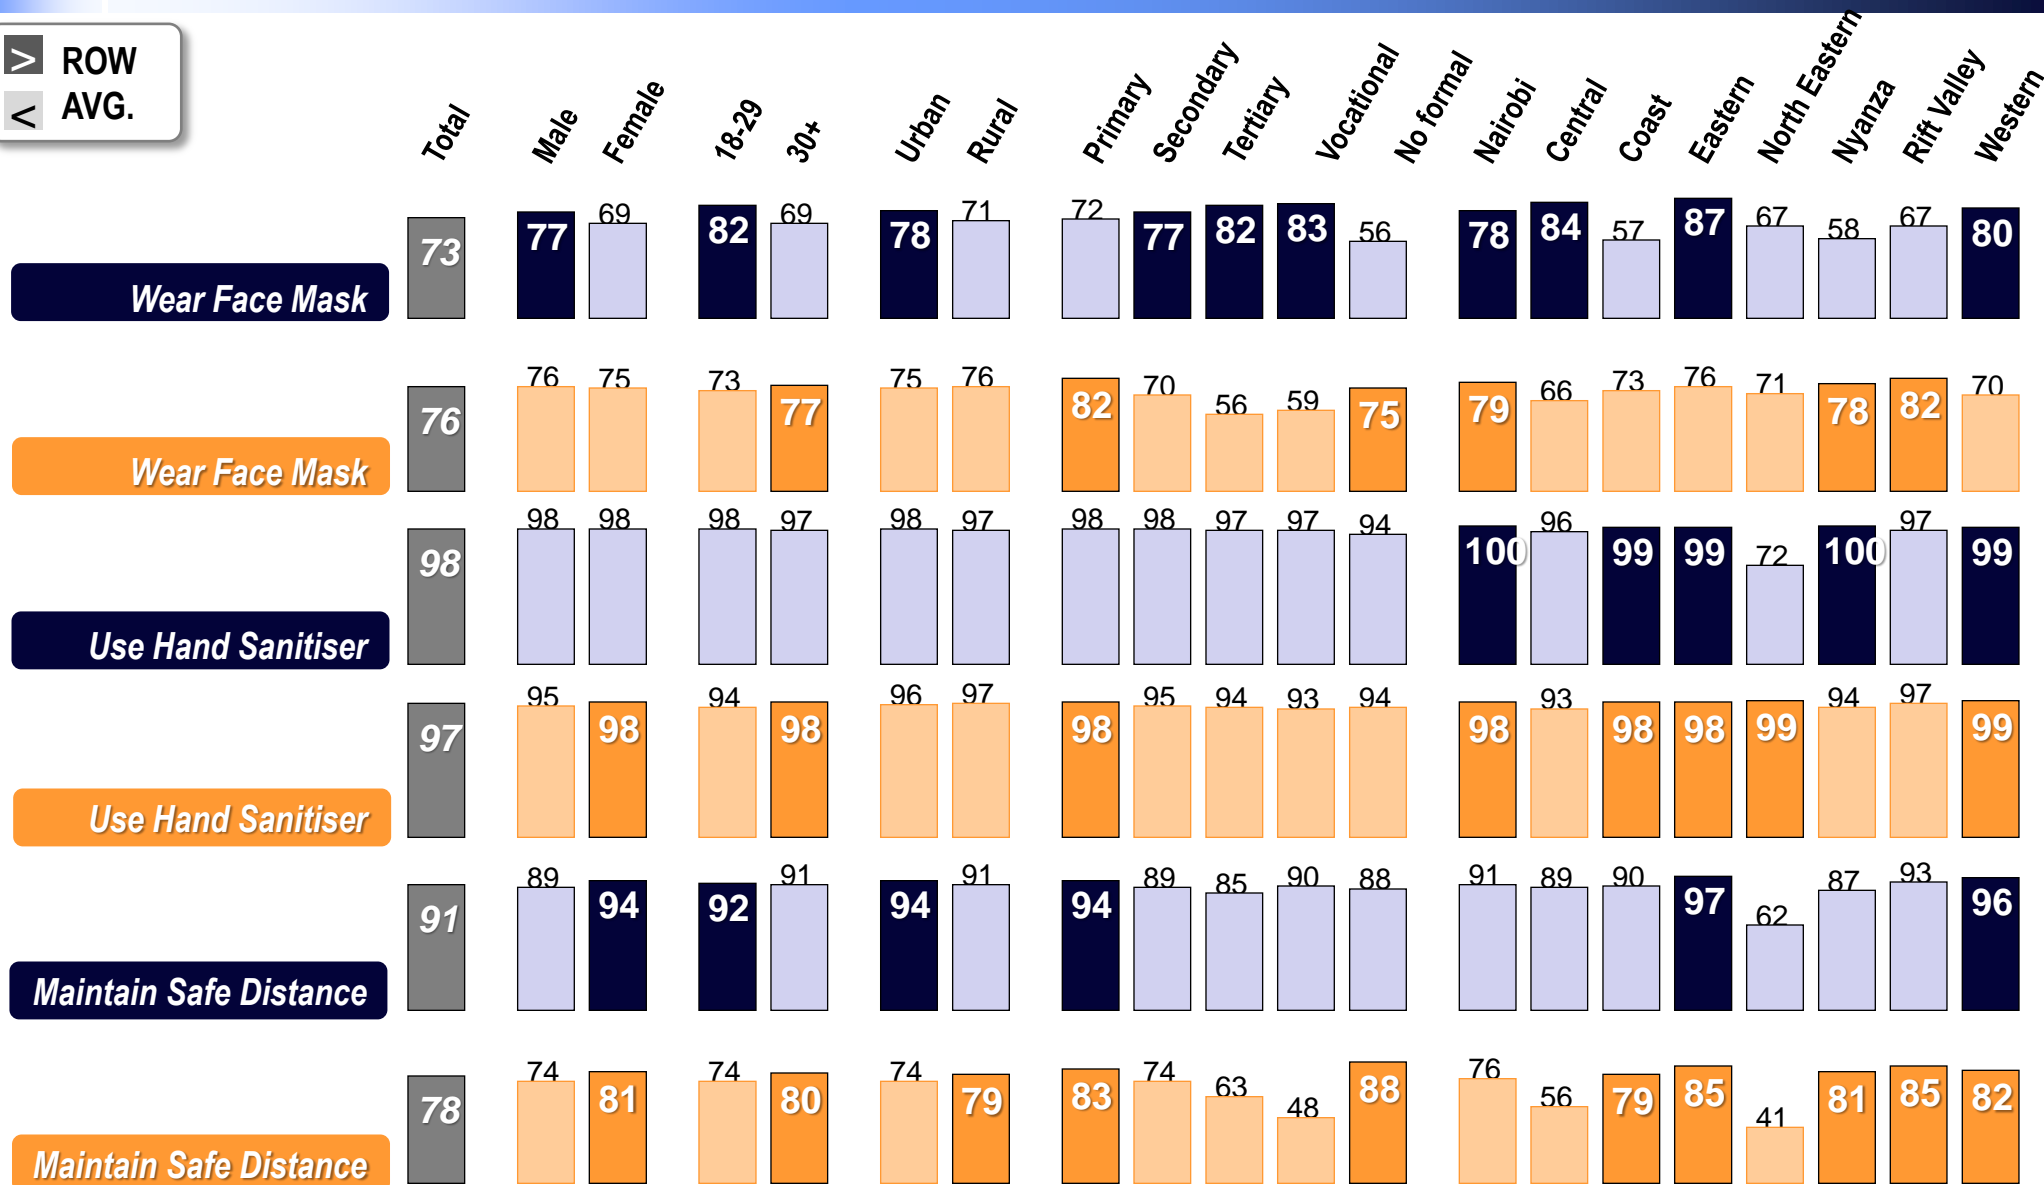 > ROW
< AVG.
Total Male Female 18-29 30+ Urban Rural Primary Secondary Tertiary Vocational No formal Nairobi Central Coast Eastern North Eastern Nyanza Rift Valley Western
Wear Face Mask 73 77 69 82 69 78 71 72 77 82 83 56 78 84 57 87 67 58 67 80
Wear Face Mask 76 76 75 73 77 75 76 82 70 56 59 75 79 66 73 76 71 78 82 70
Use Hand Sanitiser 98 98 98 98 97 98 97 98 98 97 97 94 100 96 99 99 72 100 97 99
Use Hand Sanitiser 97 95 98 94 98 96 97 98 95 94 93 94 98 93 98 98 99 94 97 99
Maintain Safe Distance 91 89 94 92 91 94 91 94 89 85 90 88 91 89 90 97 62 87 93 96
Maintain Safe Distance 78 74 81 74 80 74 79 83 74 63 48 88 76 56 79 85 41 81 85 82